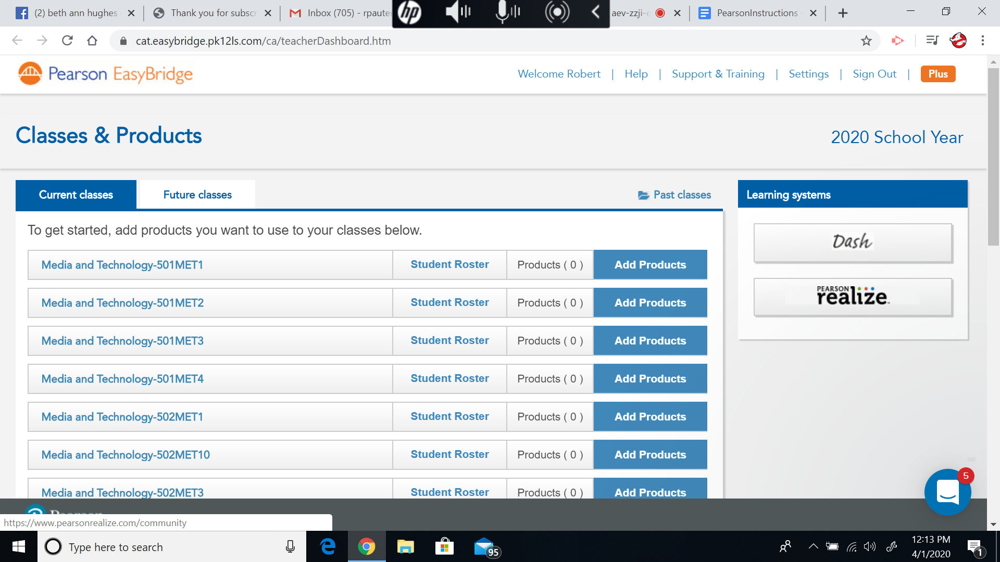 (2) beth ann hughes
Thank you for subscr
Inbox (705) - rpaute
hp
aev-zzji-e
PearsonInstructions -
cat.easybridge.pk12ls.com/ca/teacherDashboard.htm
Pearson EasyBridge
Welcome Robert | Help | Support & Training | Settings | Sign Out | Plus
Classes & Products
2020 School Year
Current classes
Future classes
Past classes
Learning systems
To get started, add products you want to use to your classes below.
Dash
Media and Technology-501MET1 Student Roster Products ( 0 ) Add Products
PEARSON
realize
Media and Technology-501MET2 Student Roster Products ( 0 ) Add Products
Media and Technology-501MET3 Student Roster Products ( 0 ) Add Products
Media and Technology-501MET4 Student Roster Products ( 0 ) Add Products
Media and Technology-502MET1 Student Roster Products ( 0 ) Add Products
Media and Technology-502MET10 Student Roster Products ( 0 ) Add Products
5
Media and Technology-502MET3 Student Roster Products ( 0 ) Add Products
Pearson
https://www.pearsonrealize.com/community
Type here to search
95
12:13 PM
4/1/2020
1